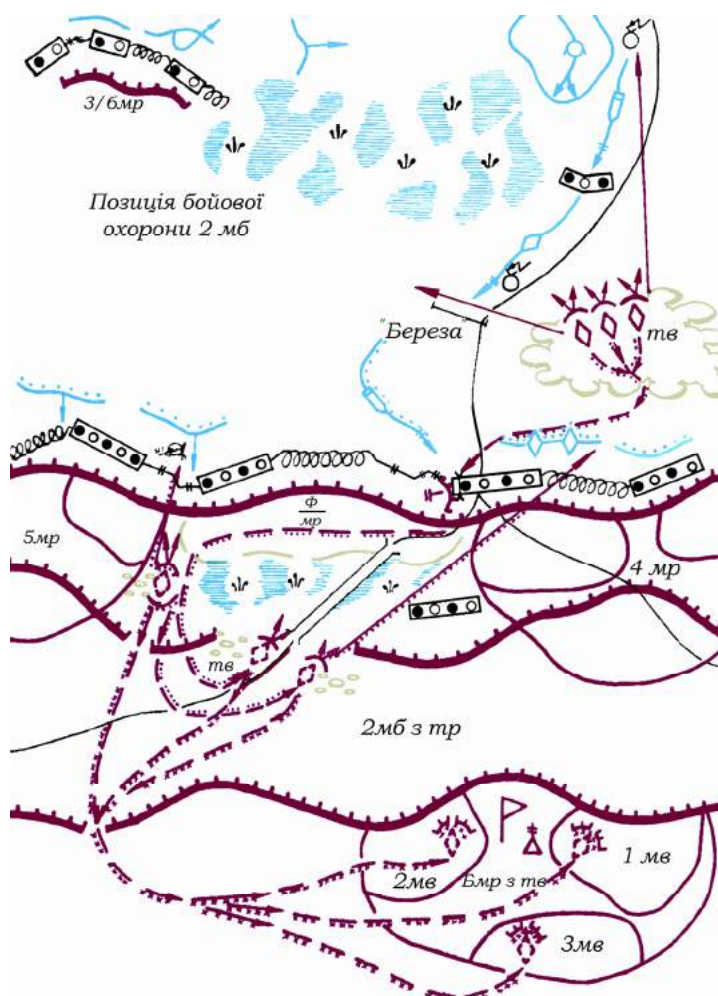 3/6мр
Позиція бойової
охорони 2 мб
"Береза"
тв
ф
мр
5мр
4 мр
тв
2мб з тр
2мв
Бмр з тв
1 мв
3мв